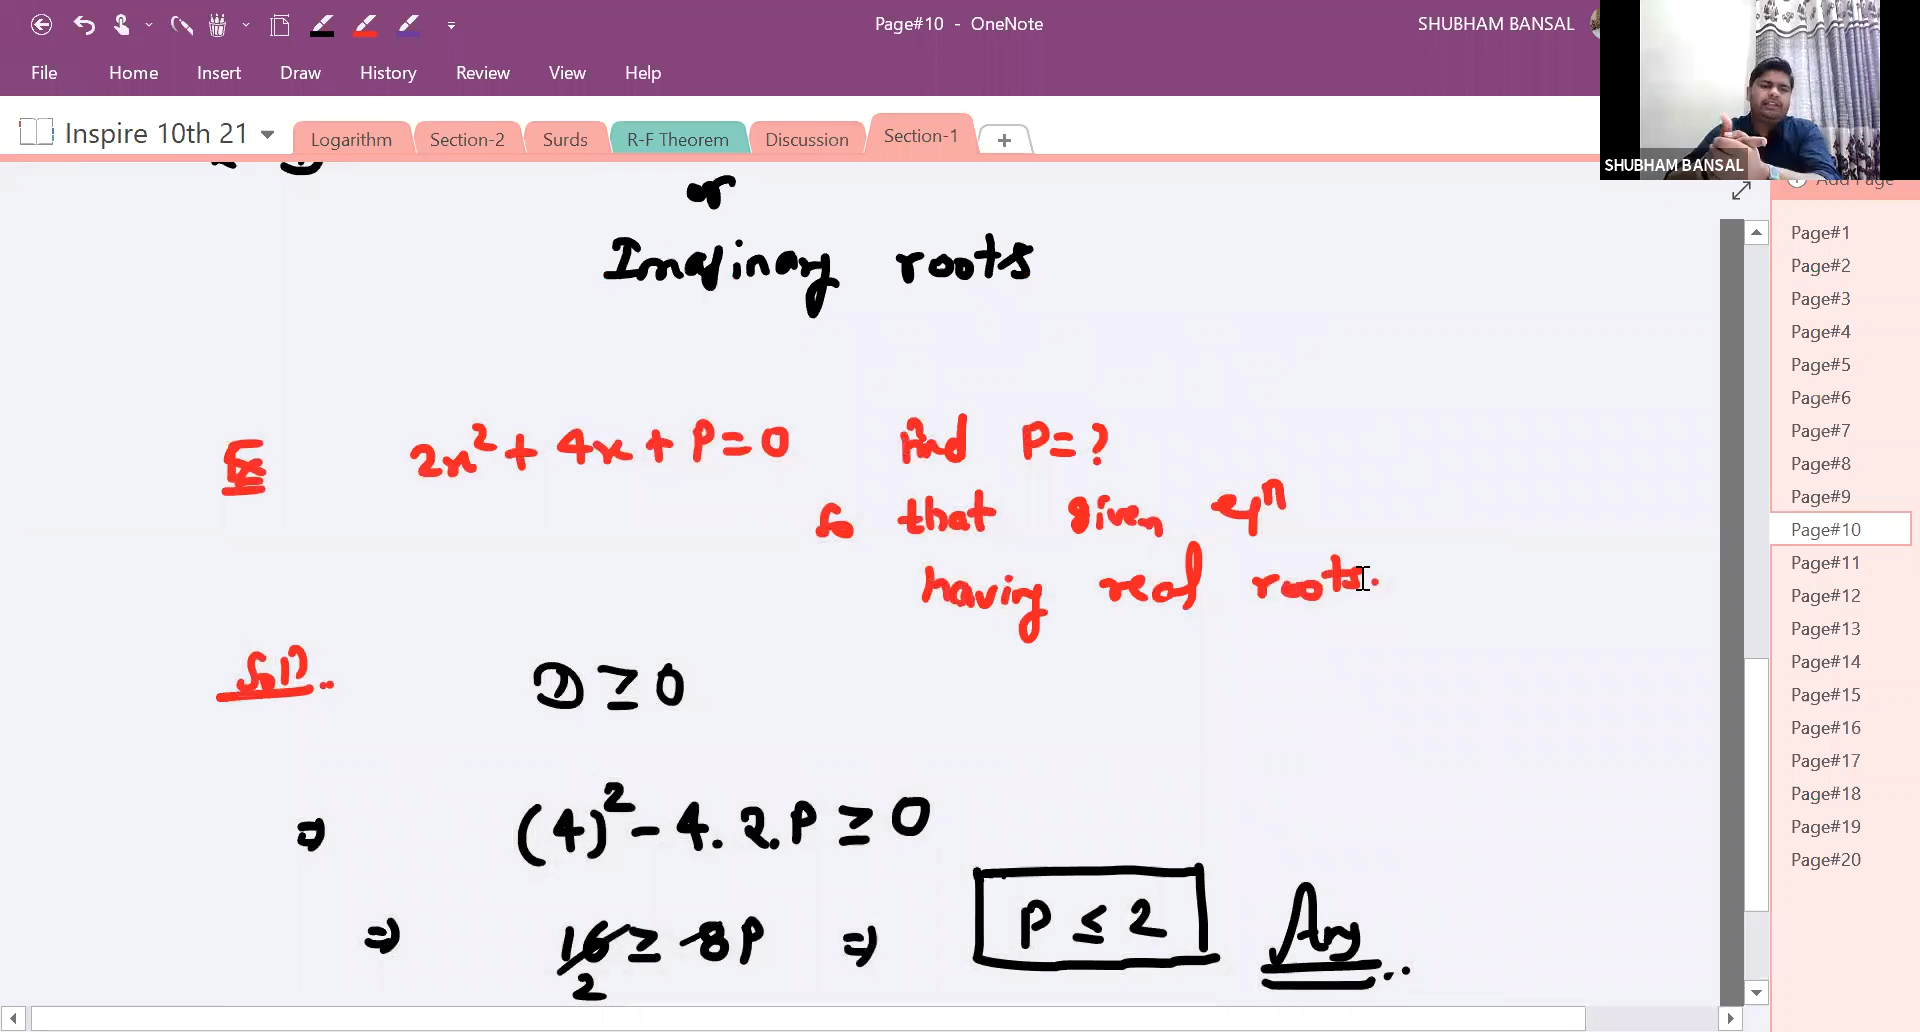 Page#10 - OneNote
SHUBHAM BANSAL
File Home Insert Draw History Review View Help
Inspire 10th 21
Logarithm Section-2 Surds R-F Theorem Discussion Section-1 +
SHUBHAM BANSAL
Add Page
or
Imaginary roots
Ex 2x² + 4x + P = 0 find P = ?
so that given eqⁿ
having real roots.
Solⁿ..
D ≥ 0
⇒ (4)² - 4.2.P ≥ 0
⇒ 16 ≥ 8P ⇒ P ≤ 2 Ans..
2
Page#1
Page#2
Page#3
Page#4
Page#5
Page#6
Page#7
Page#8
Page#9
Page#10
Page#11
Page#12
Page#13
Page#14
Page#15
Page#16
Page#17
Page#18
Page#19
Page#20